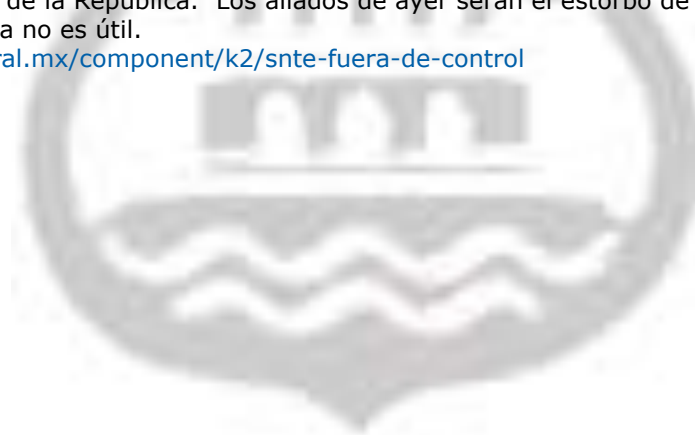 de la República. Los aliados de ayer serán el estorbo de
a no es útil.
ral.mx/component/k2/snte-fuera-de-control